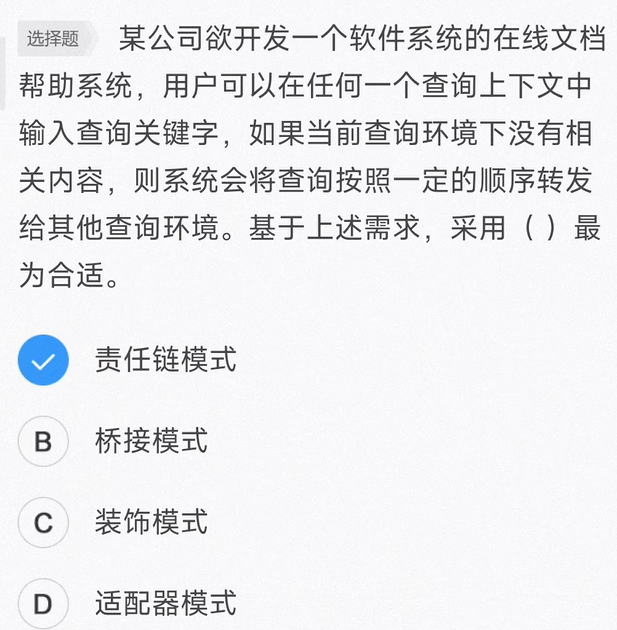 选择题 某公司欲开发一个软件系统的在线文档
帮助系统，用户可以在任何一个查询上下文中
输入查询关键字，如果当前查询环境下没有相
关内容，则系统会将查询按照一定的顺序转发
给其他查询环境。基于上述需求，采用（ ）最
为合适。
责任链模式
B 桥接模式
C 装饰模式
D 适配器模式